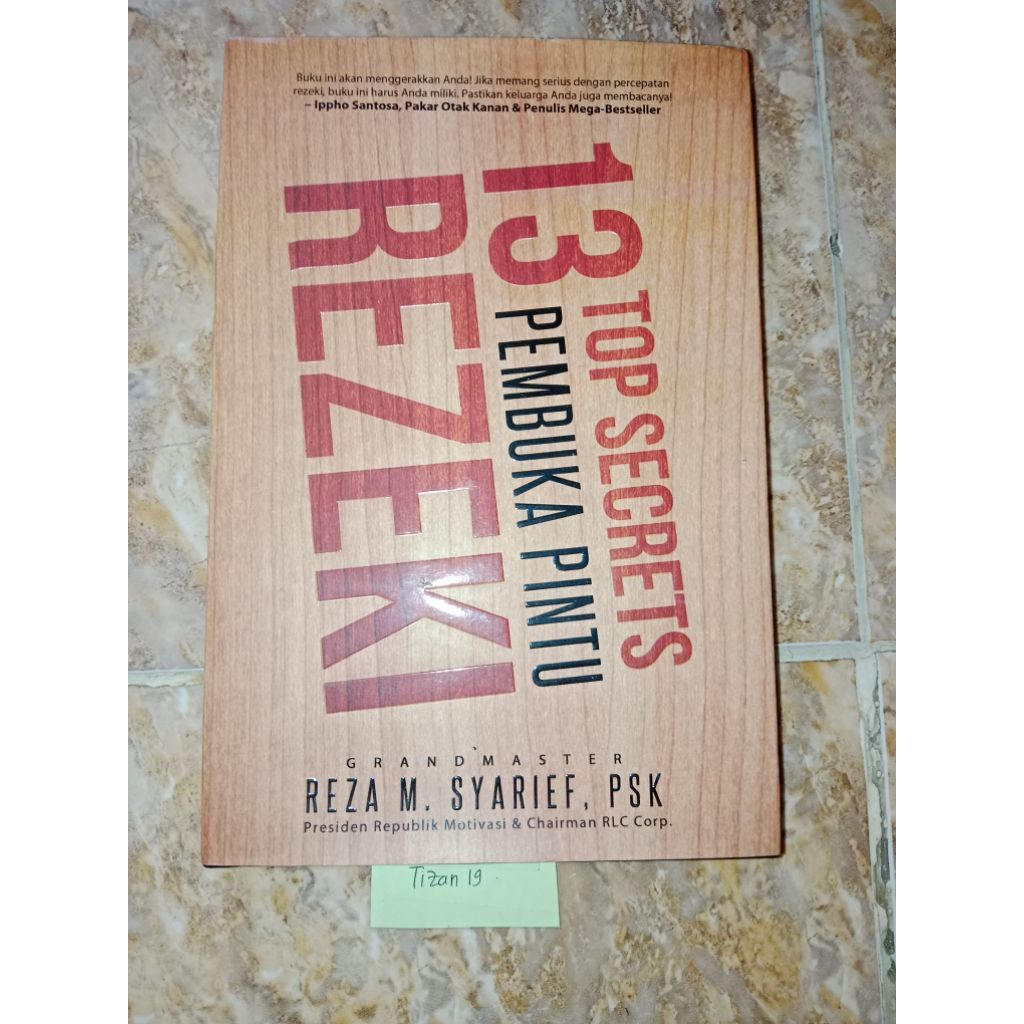 Buku ini akan menggerakkan Anda! Jika memang serius dengan percepatan
rezeki, buku ini harus Anda miliki. Pastikan keluarga Anda juga membacanya!
– Ippho Santosa, Pakar Otak Kanan & Penulis Mega-Bestseller
13 TOP SECRETS
PEMBUKA PINTU
REZEKI
GRANDMASTER
REZA M. SYARIEF, PSK
Presiden Republik Motivasi & Chairman RLC Corp.
Tizan 19